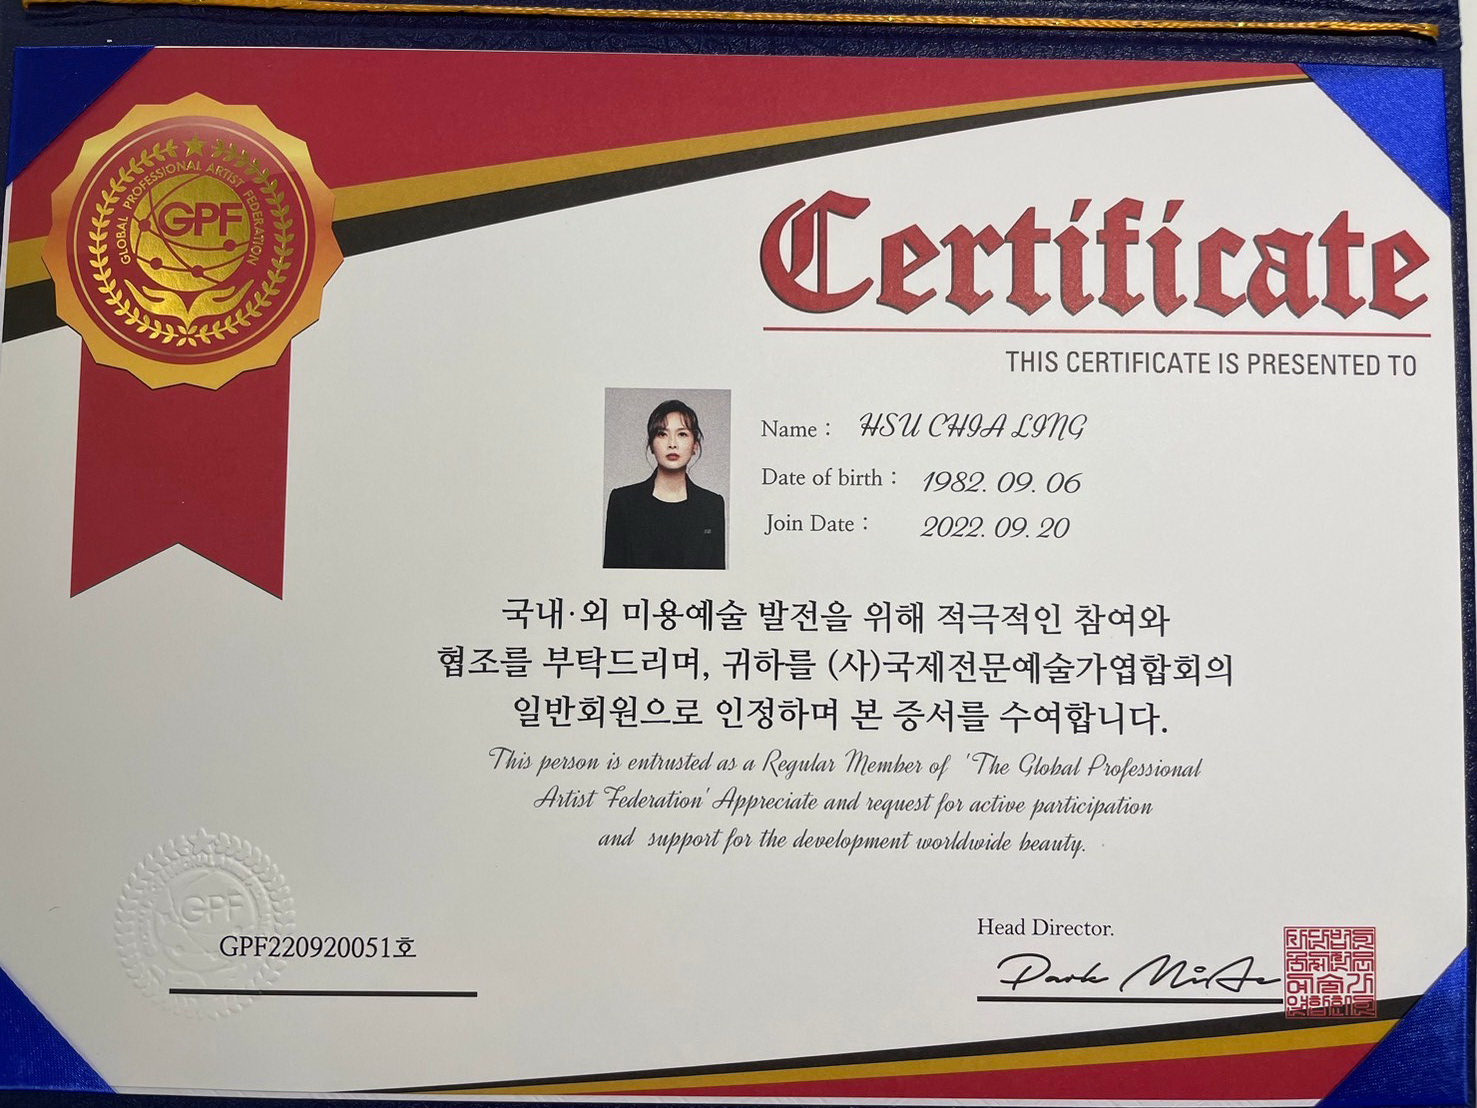 GLOBAL PROFESSIONAL ARTIST FEDERATION
GPF
Certificate
THIS CERTIFICATE IS PRESENTED TO
Name : HSU CHIA LING
Date of birth : 1982. 09. 06
Join Date : 2022. 09. 20
국내·외 미용예술 발전을 위해 적극적인 참여와
협조를 부탁드리며, 귀하를 (사)국제전문예술가엽합회의
일반회원으로 인정하며 본 증서를 수여합니다.
This person is entrusted as a Regular Member of 'The Global Professional
Artist Federation' Appreciate and request for active participation
and support for the development worldwide beauty.
GPF
GPF220920051호
Head Director.
Park MiAe